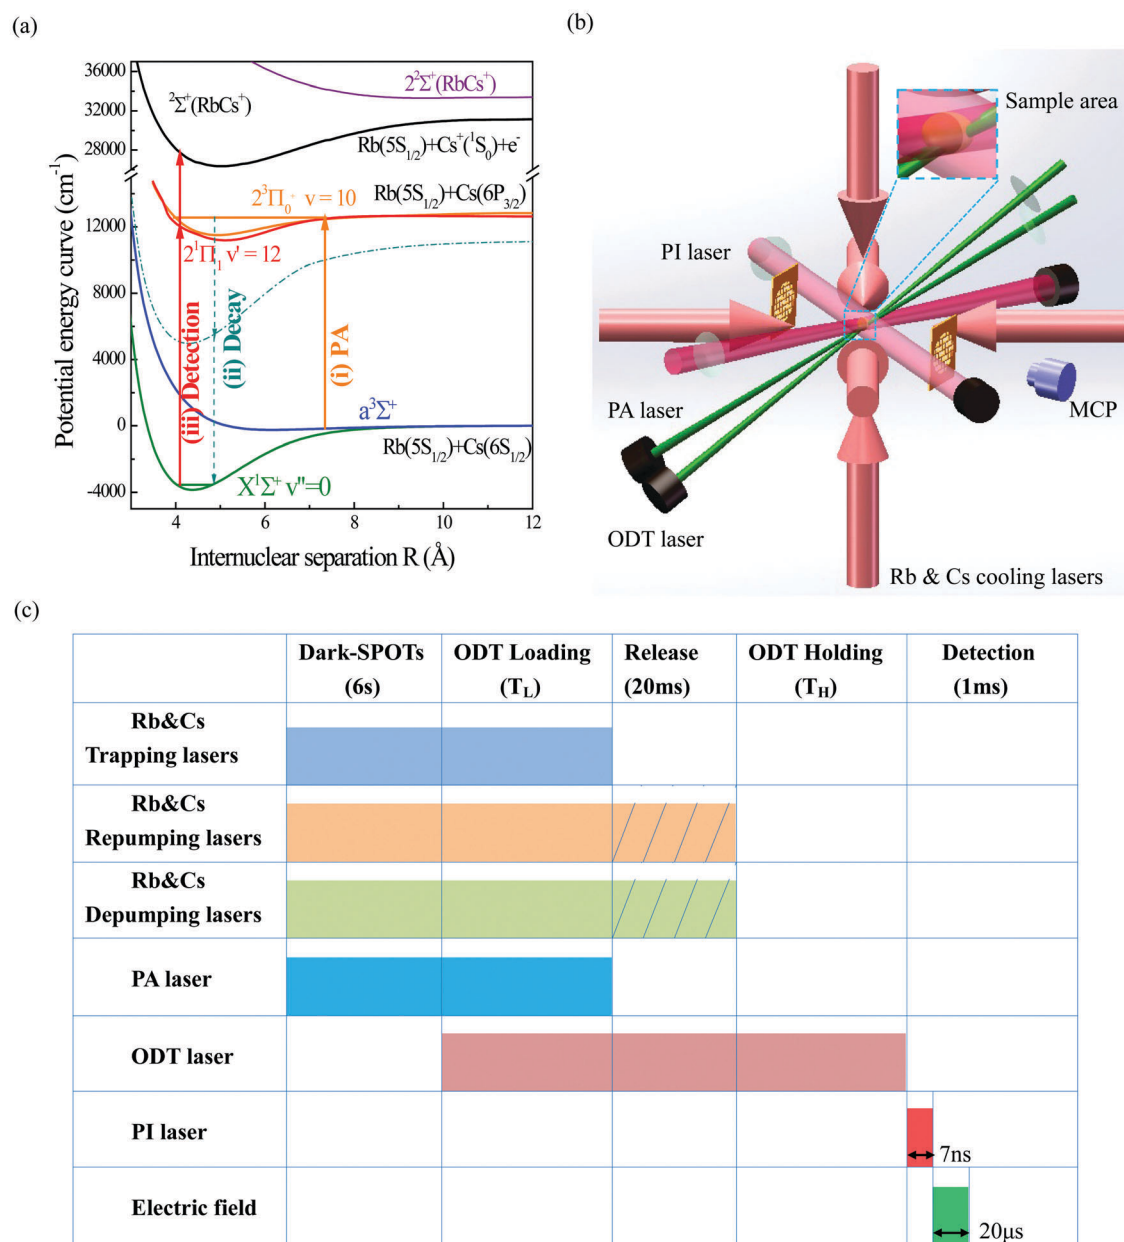 (a)
36000
32000
28000
12000
8000
4000
0
-4000
4
6
8
10
12
Potential energy curve (cm⁻¹)
Internuclear separation R (Å)
2²Σ⁺(RbCs⁺)
²Σ⁺(RbCs⁺)
Rb(5S₁/₂)+Cs⁺(¹S₀)+e⁻
Rb(5S₁/₂)+Cs(6P₃/₂)
2³Π₀⁺ v = 10
2¹Π₁ v' = 12
(iii) Detection
(ii) Decay
(i) PA
a³Σ⁺
Rb(5S₁/₂)+Cs(6S₁/₂)
X¹Σ⁺ v"=0
(b)
Sample area
PI laser
PA laser
MCP
ODT laser
Rb & Cs cooling lasers
(c)
Dark-SPOTs ODT Loading Release ODT Holding Detection
(6s) (T_L) (20ms) (T_H) (1ms)
Rb&Cs
Trapping lasers
Rb&Cs
Repumping lasers
Rb&Cs
Depumping lasers
PA laser
ODT laser
PI laser
7ns
Electric field
20μs